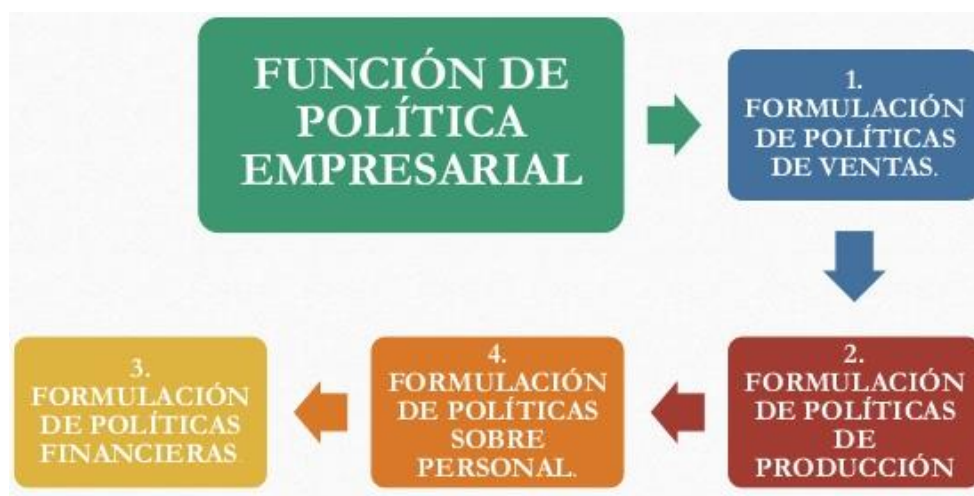 FUNCIÓN DE
POLÍTICA
EMPRESARIAL
1.
FORMULACIÓN
DE POLÍTICAS
DE VENTAS.
2.
FORMULACIÓN
DE POLÍTICAS
DE
PRODUCCIÓN
4.
FORMULACIÓN
DE POLÍTICAS
SOBRE
PERSONAL.
3.
FORMULACIÓN
DE POLÍTICAS
FINANCIERAS